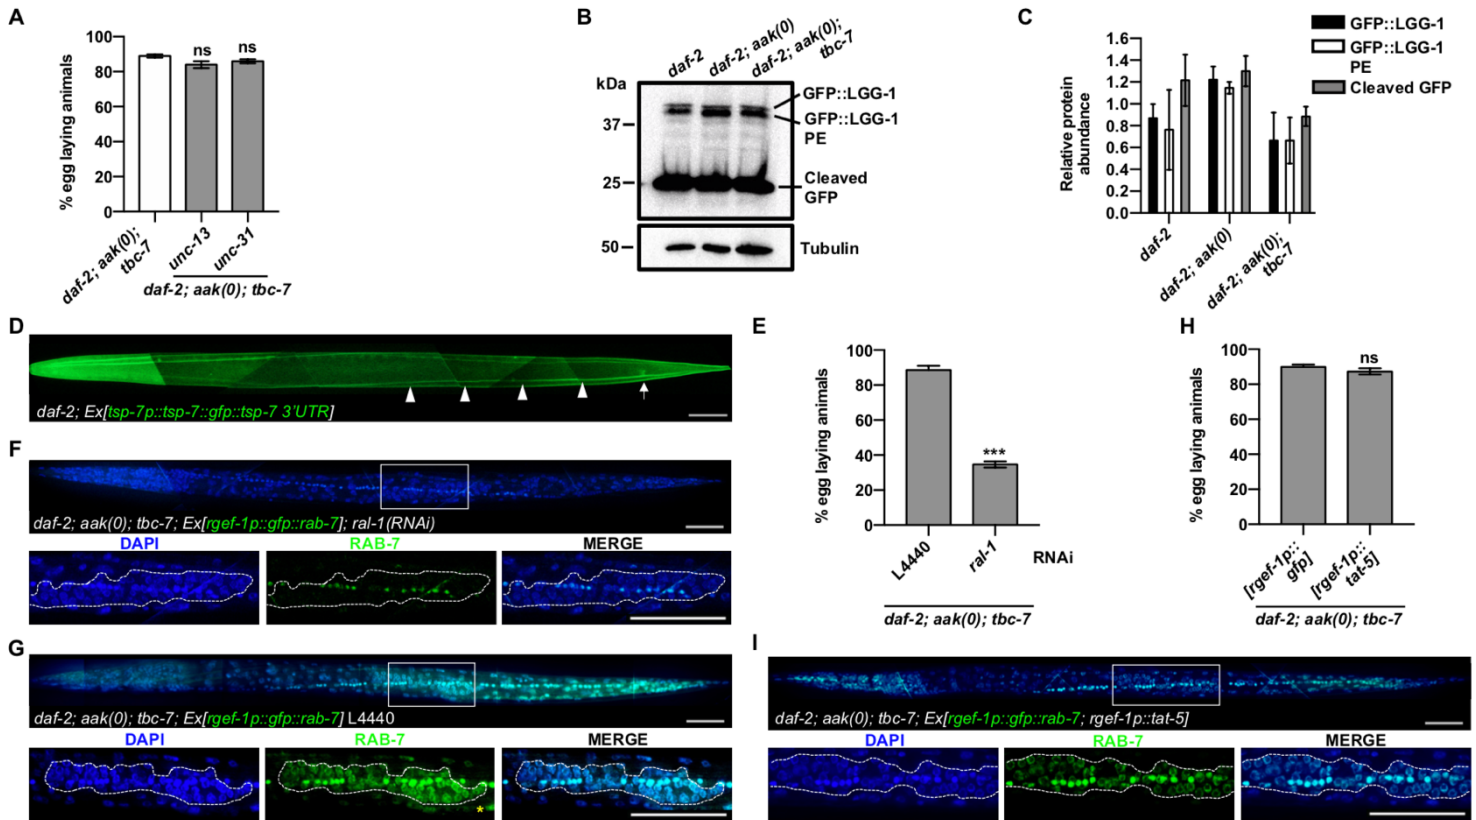 A
100
80
60
40
20
0
% egg laying animals
ns
ns
daf-2; aak(0);
tbc-7
unc-13
unc-31
daf-2; aak(0); tbc-7
B
daf-2
daf-2; aak(0)
daf-2; aak(0);
tbc-7
kDa
37
25
50
GFP::LGG-1
GFP::LGG-1
PE
Cleaved
GFP
Tubulin
C
GFP::LGG-1
GFP::LGG-1
PE
Cleaved GFP
1.6
1.4
1.2
1.0
0.8
0.6
0.4
0.2
0.0
Relative protein
abundance
daf-2
daf-2; aak(0)
daf-2; aak(0);
tbc-7
D
daf-2; Ex[tsp-7p::tsp-7::gfp::tsp-7 3'UTR]
E
100
80
60
40
20
0
% egg laying animals
***
L4440
ral-1
RNAi
daf-2; aak(0); tbc-7
F
daf-2; aak(0); tbc-7; Ex[rgef-1p::gfp::rab-7]; ral-1(RNAi)
DAPI
RAB-7
MERGE
G
daf-2; aak(0); tbc-7; Ex[rgef-1p::gfp::rab-7] L4440
DAPI
RAB-7
MERGE
*
H
100
80
60
40
20
0
% egg laying animals
ns
[rgef-1p::
gfp]
[rgef-1p::
tat-5]
daf-2; aak(0); tbc-7
I
daf-2; aak(0); tbc-7; Ex[rgef-1p::gfp::rab-7; rgef-1p::tat-5]
DAPI
RAB-7
MERGE